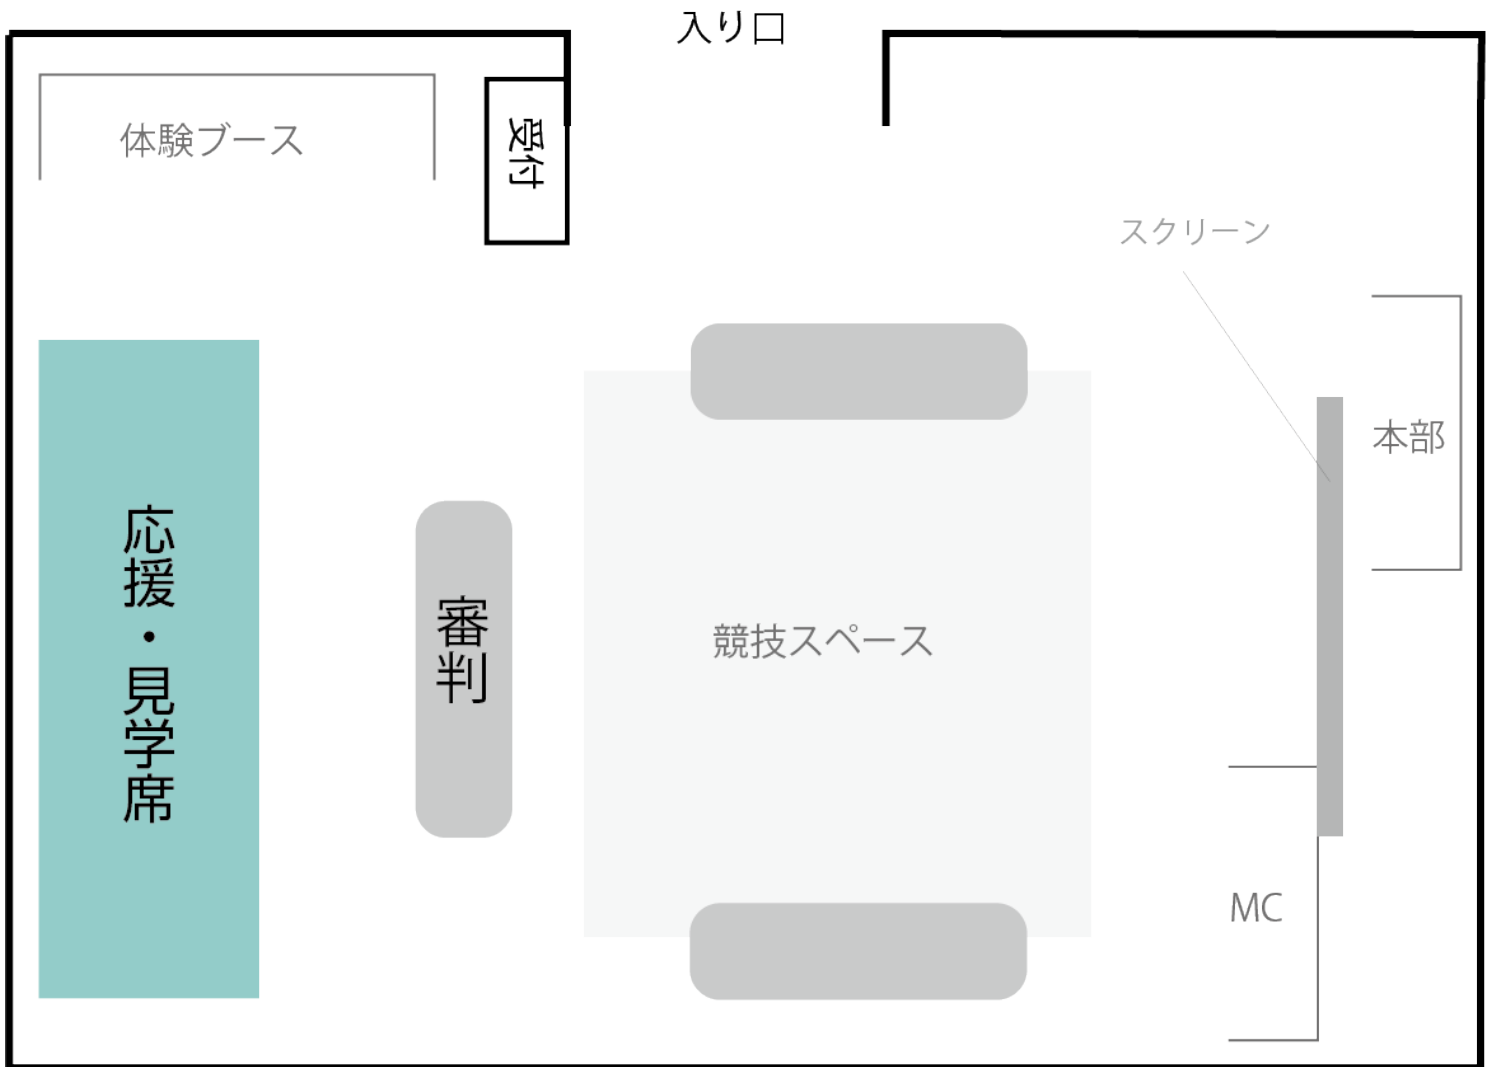 入り口
体験ブース
受付
スクリーン
本部
応援・見学席
審判
競技スペース
MC